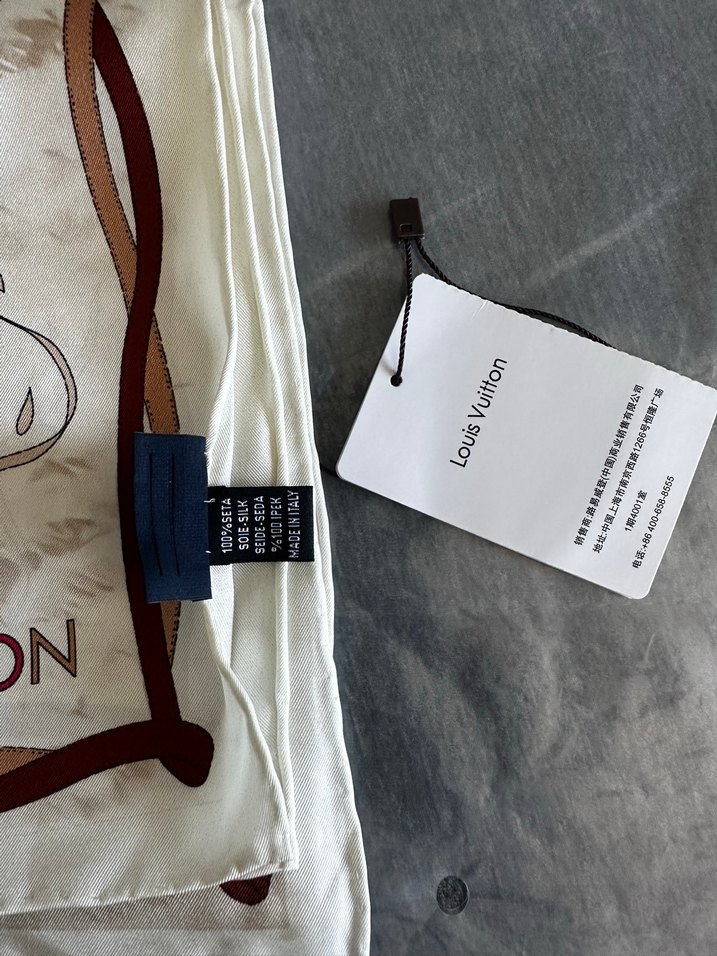 ON
100%SETA
SOIE-SILK
SEIDE-SEDA
%100 IPEK
MADE IN ITALY
Louis Vuitton
销售商:路易威登(中国)商业销售有限公司
地址:中国上海市南京西路1266号恒隆广场
1期4001室
电话:+86 400-658-8555